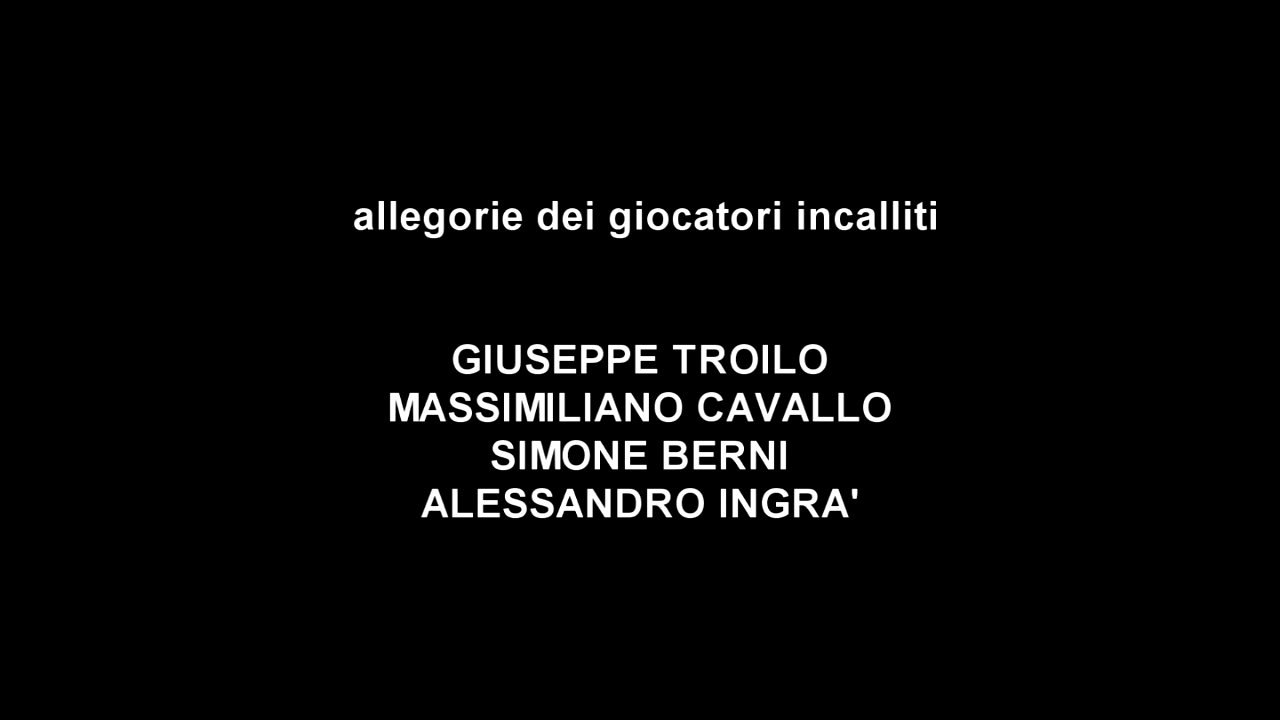 allegorie dei giocatori incalliti
GIUSEPPE TROILO
MASSIMILIANO CAVALLO
SIMONE BERNI
ALESSANDRO INGRA'